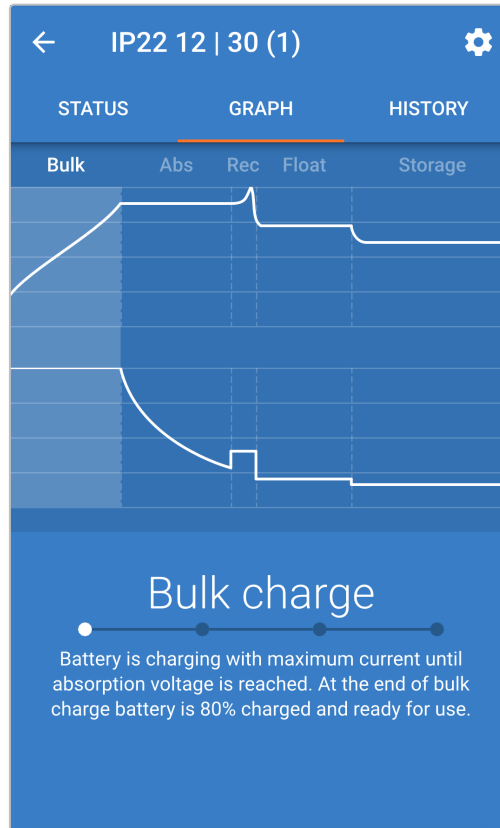 IP22 12 | 30 (1)
STATUS GRAPH HISTORY
Bulk Abs Rec Float Storage
Bulk charge
Battery is charging with maximum current until
absorption voltage is reached. At the end of bulk
charge battery is 80% charged and ready for use.